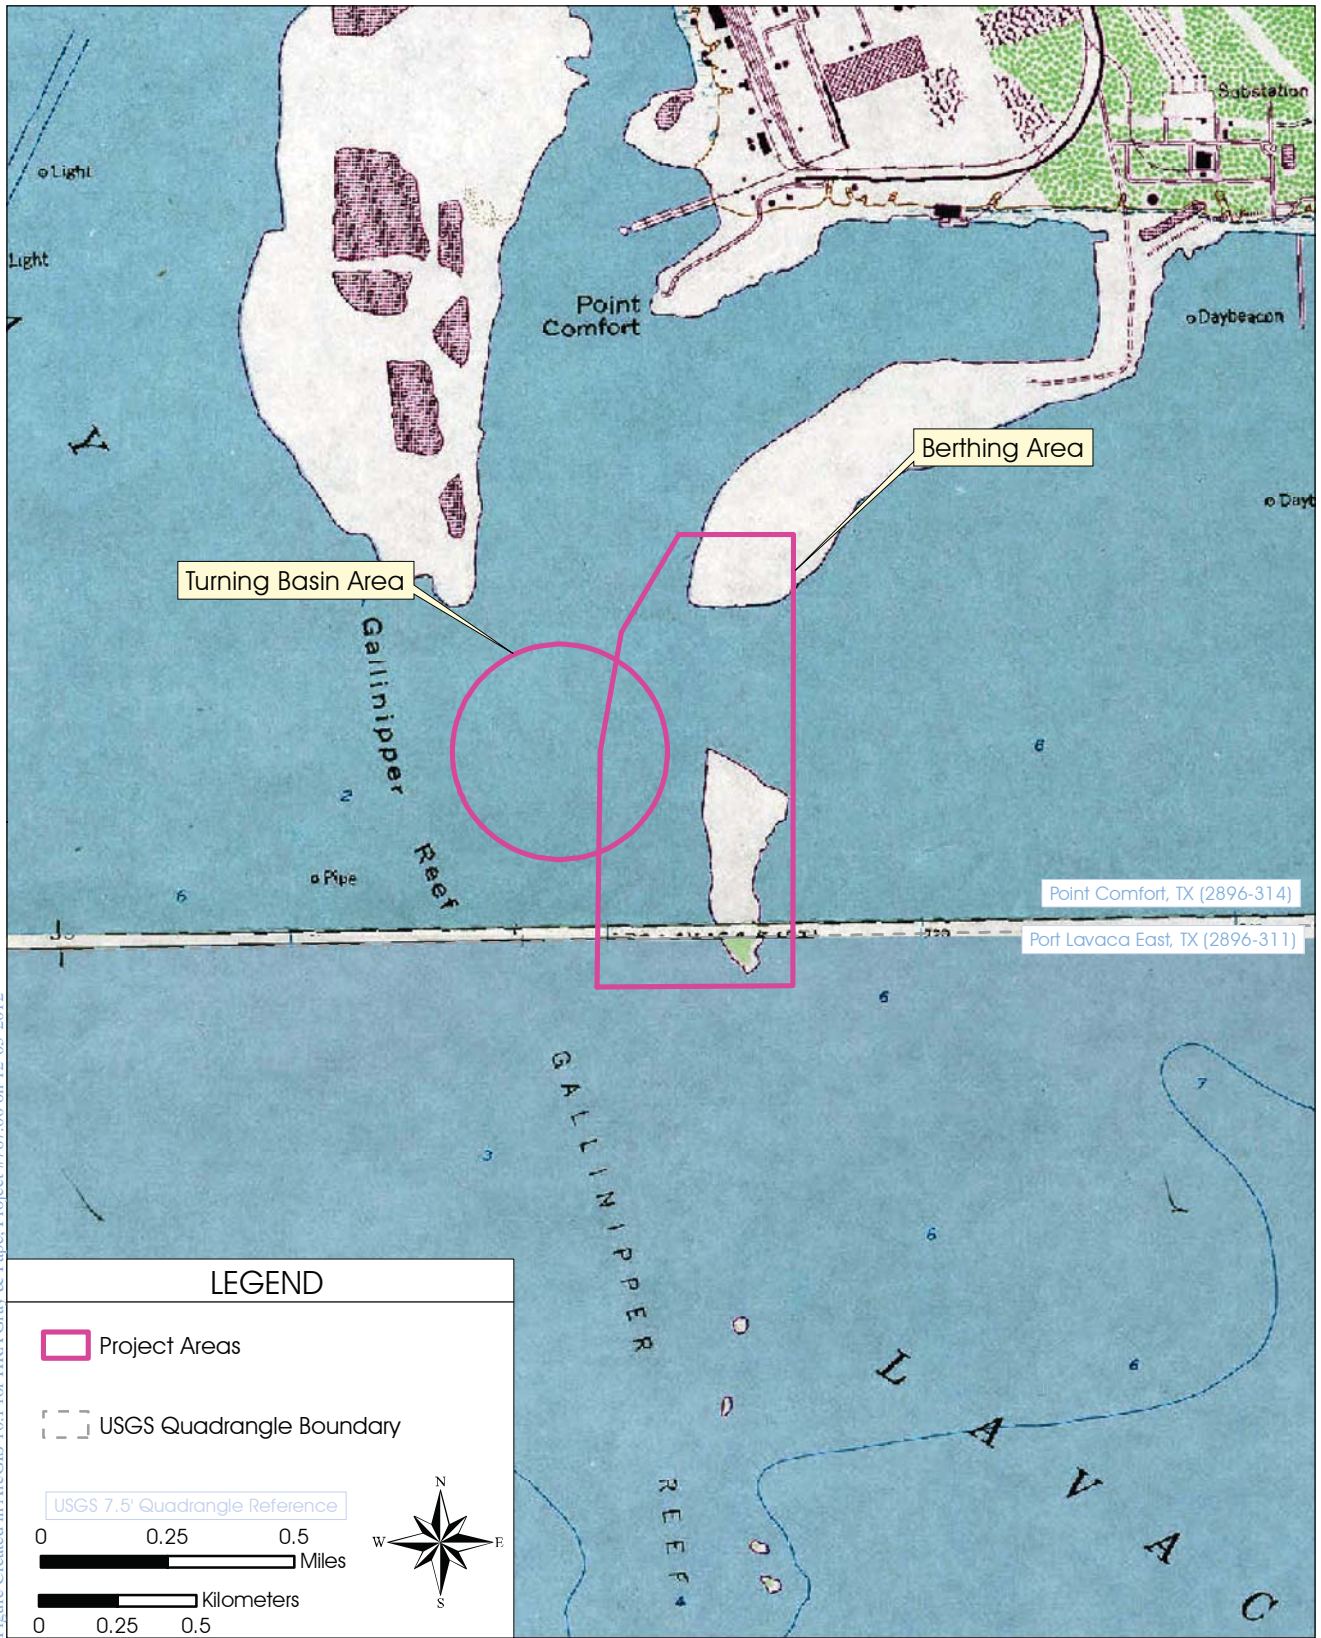 Substation
Light
Light
Point
Comfort
Daybeacon
Y
Berthing Area
Turning Basin Area
Gallinipper
Reef
6
2
Pipe
6
Point Comfort, TX (2896-314)
Port Lavaca East, TX (2896-311)
6
GALLINIPPER
REEF
7
3
6
6
4
LAVAC
LEGEND
Project Areas
USGS Quadrangle Boundary
USGS 7.5' Quadrangle Reference
0 0.25 0.5
Miles
Kilometers
0 0.25 0.5
N
W E
S